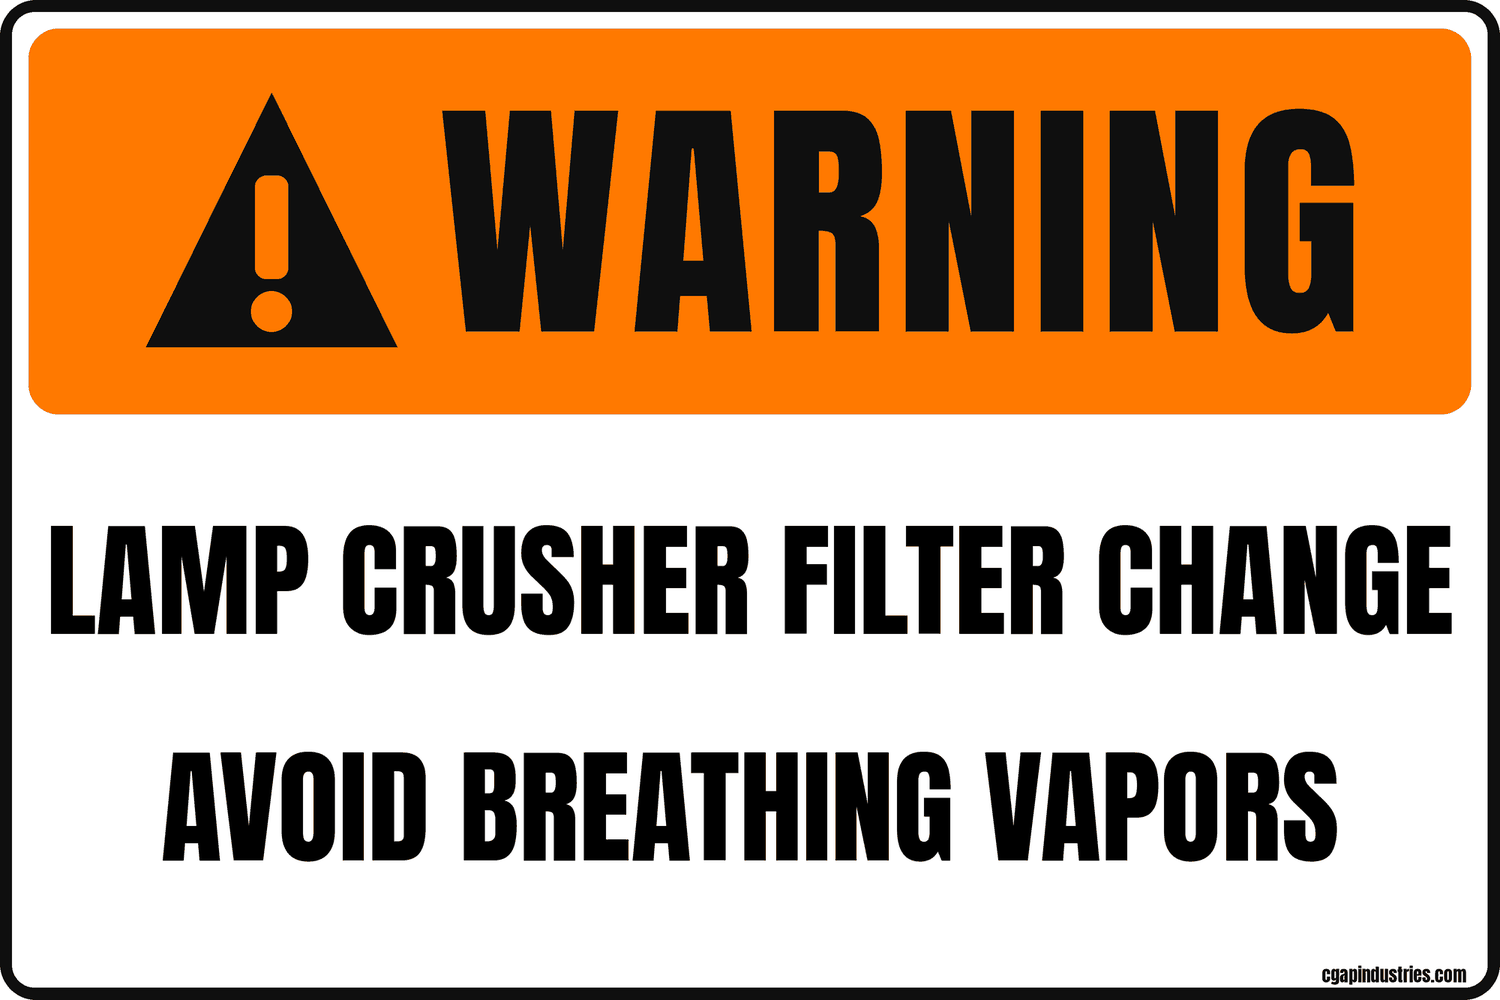 WARNING
LAMP CRUSHER FILTER CHANGE
AVOID BREATHING VAPORS
cgapindustries.com